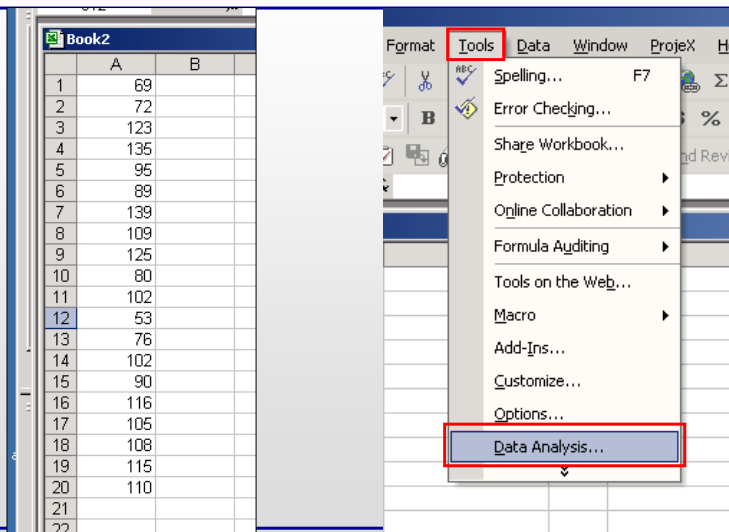 Book2
A B
1 69
2 72
3 123
4 135
5 95
6 89
7 139
8 109
9 125
10 80
11 102
12 53
13 76
14 102
15 90
16 116
17 105
18 108
19 115
20 110
21
22
Format Tools Data Window ProjeX H
ABC Spelling... F7 Σ
B Error Checking... %
Share Workbook... nd Revi
Protection
Online Collaboration
Formula Auditing
Tools on the Web...
Macro
Add-Ins...
Customize...
Options...
Data Analysis...